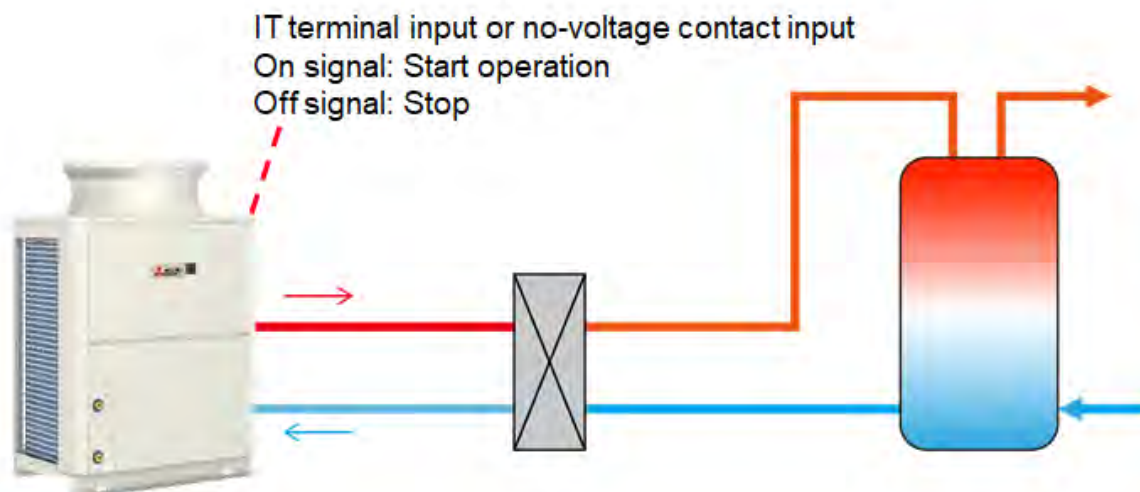 IT terminal input or no-voltage contact input
On signal: Start operation
Off signal: Stop